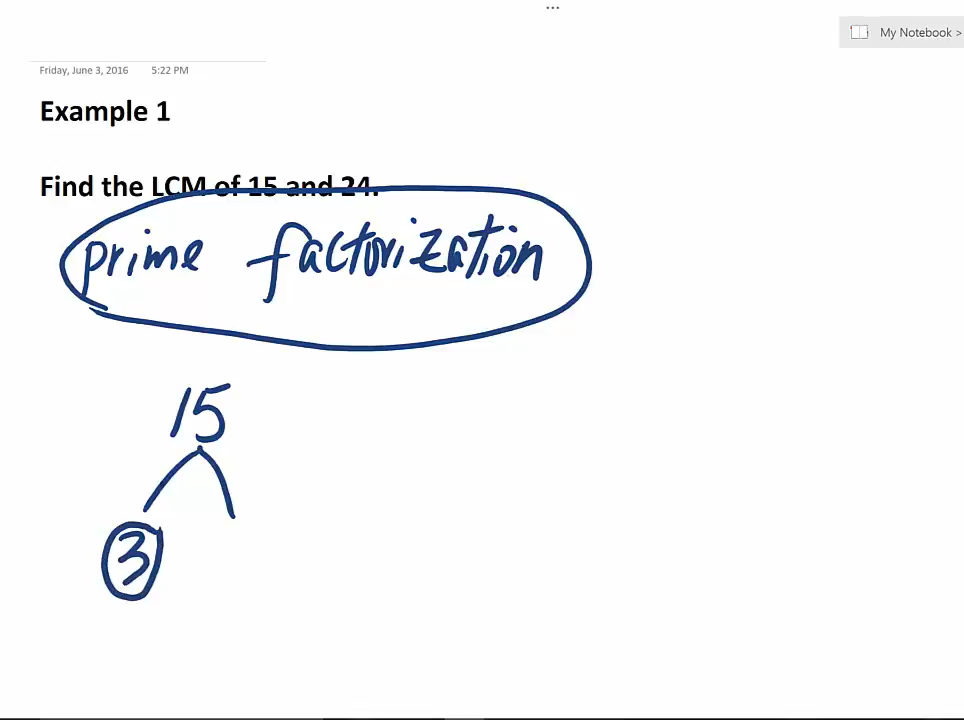 ...
My Notebook >
Friday, June 3, 2016 5:22 PM
Example 1
Find the LCM of 15 and 24.
prime factorization
15
3